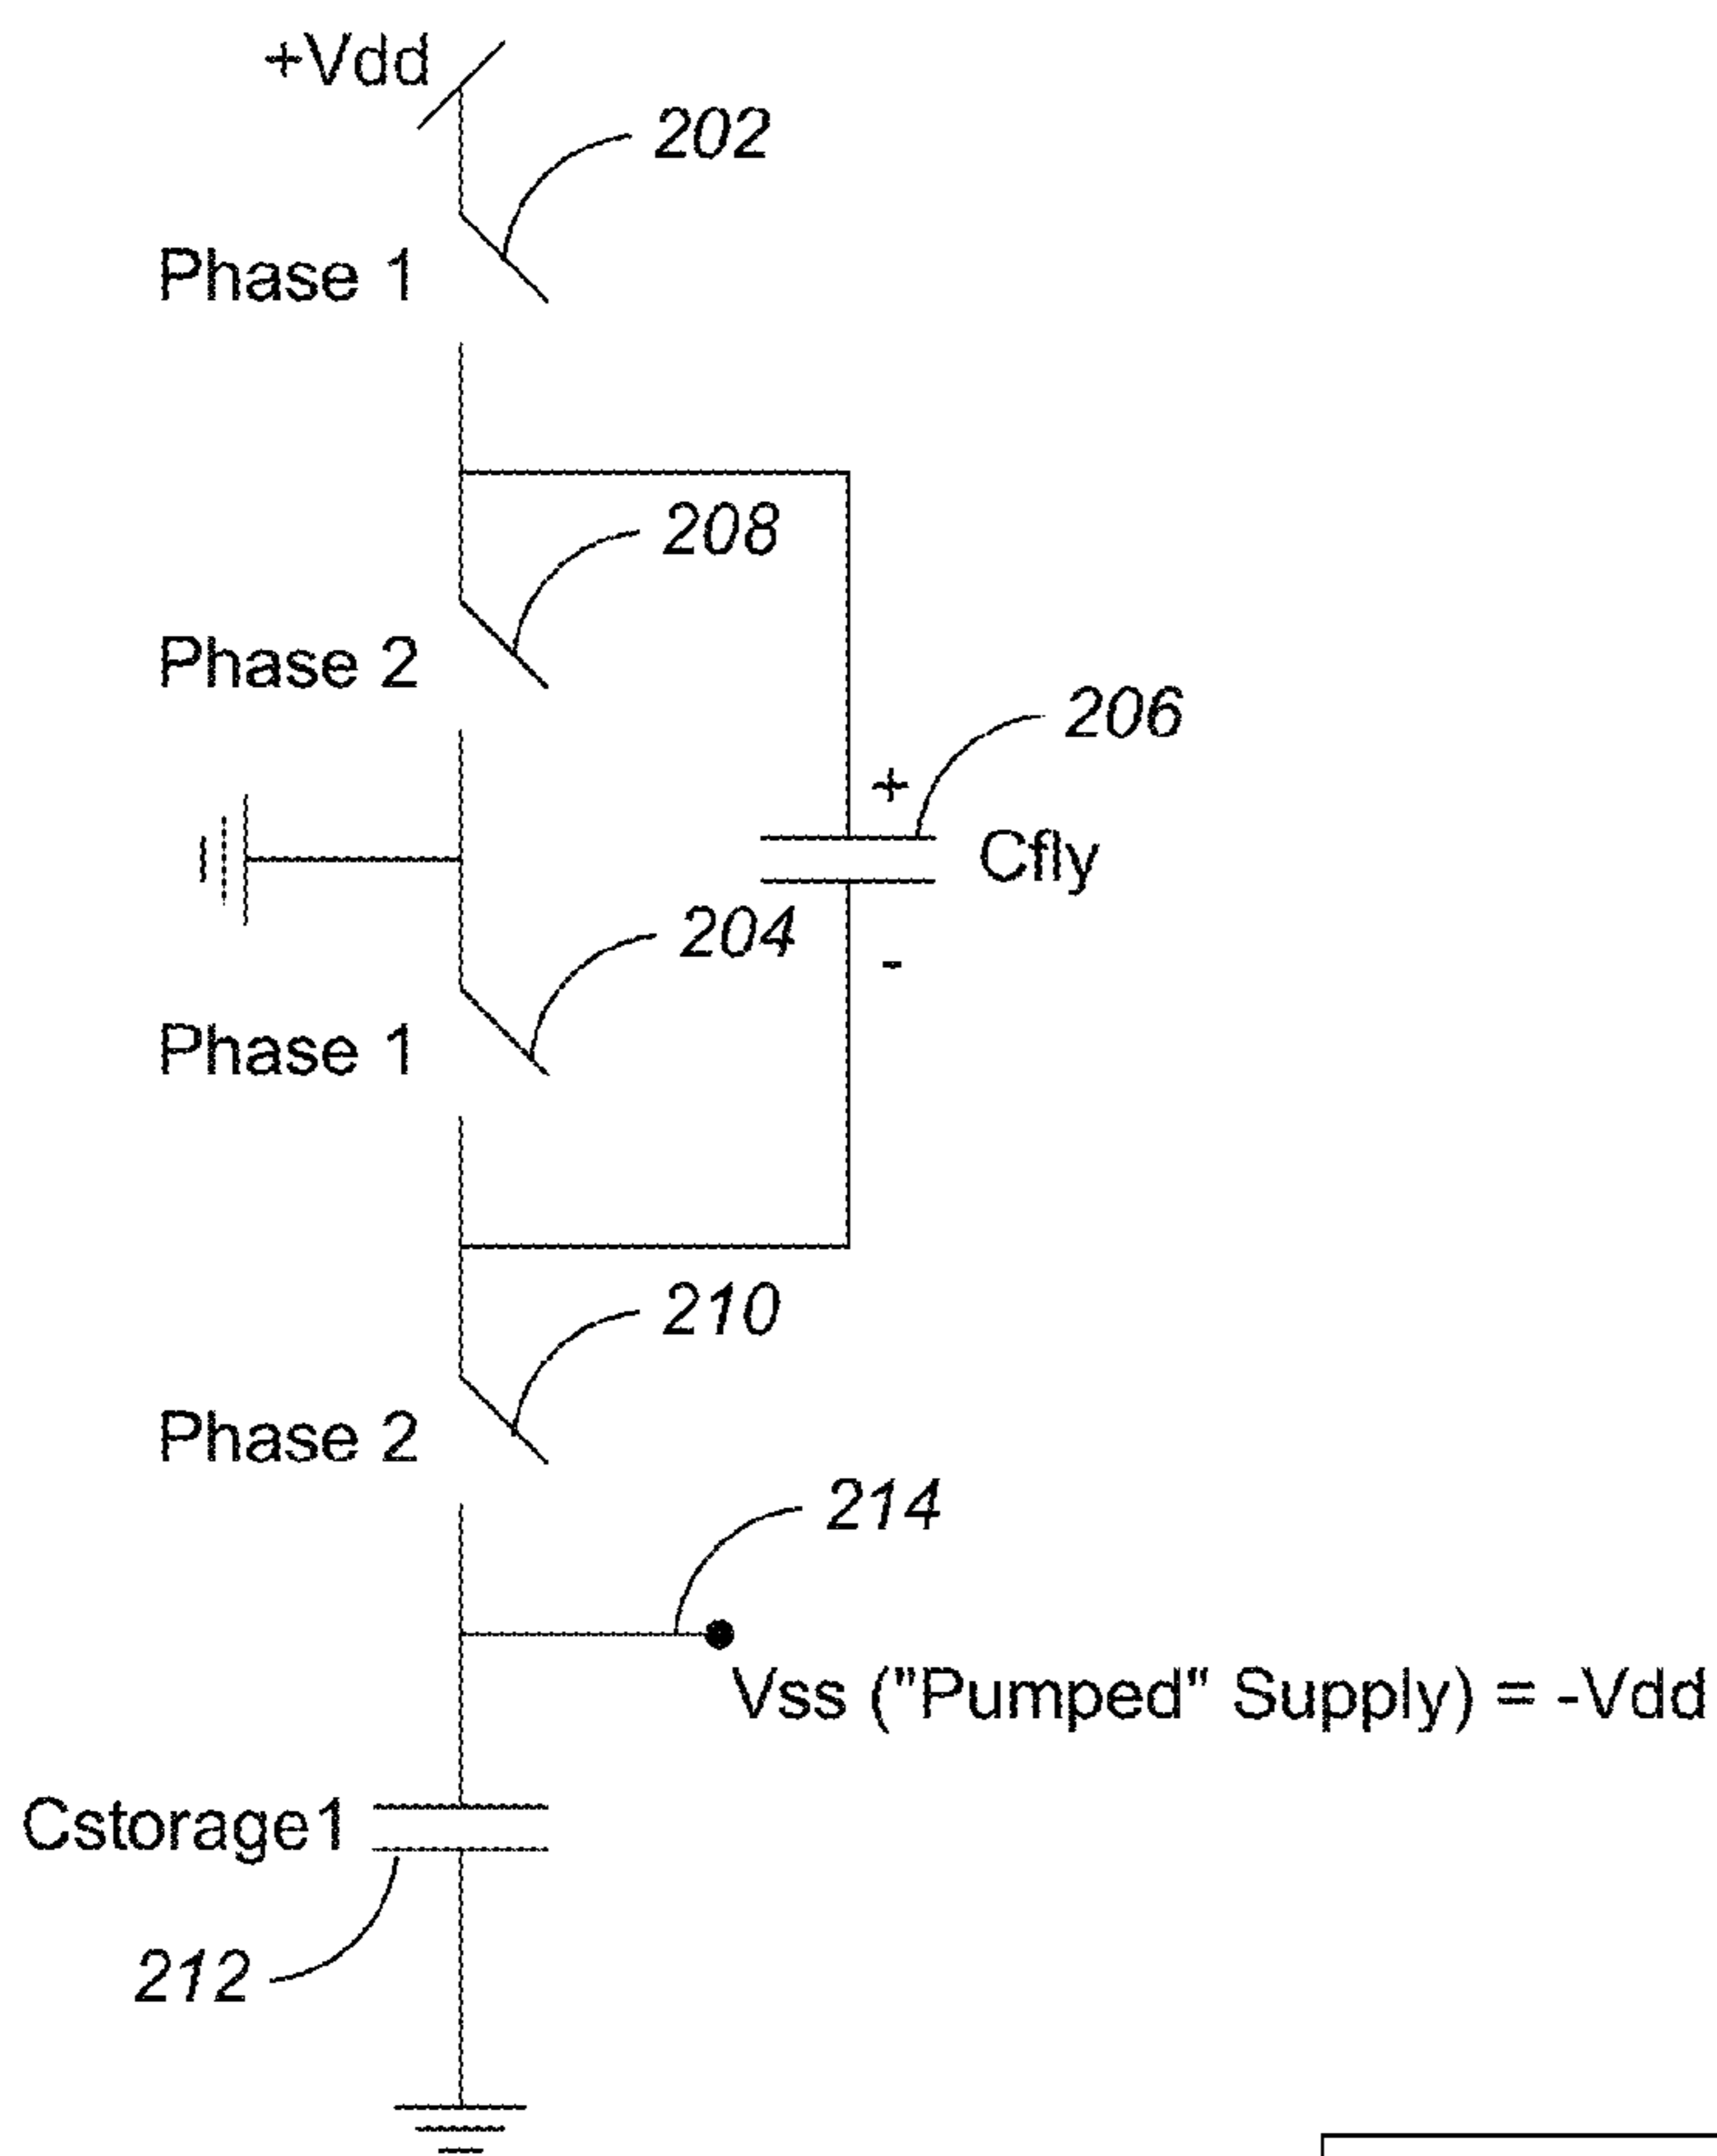 +Vdd
202
Phase 1
208
Phase 2
206
+
Cfly
204
-
Phase 1
210
Phase 2
214
Vss ("Pumped" Supply) = -Vdd
Cstorage1
212